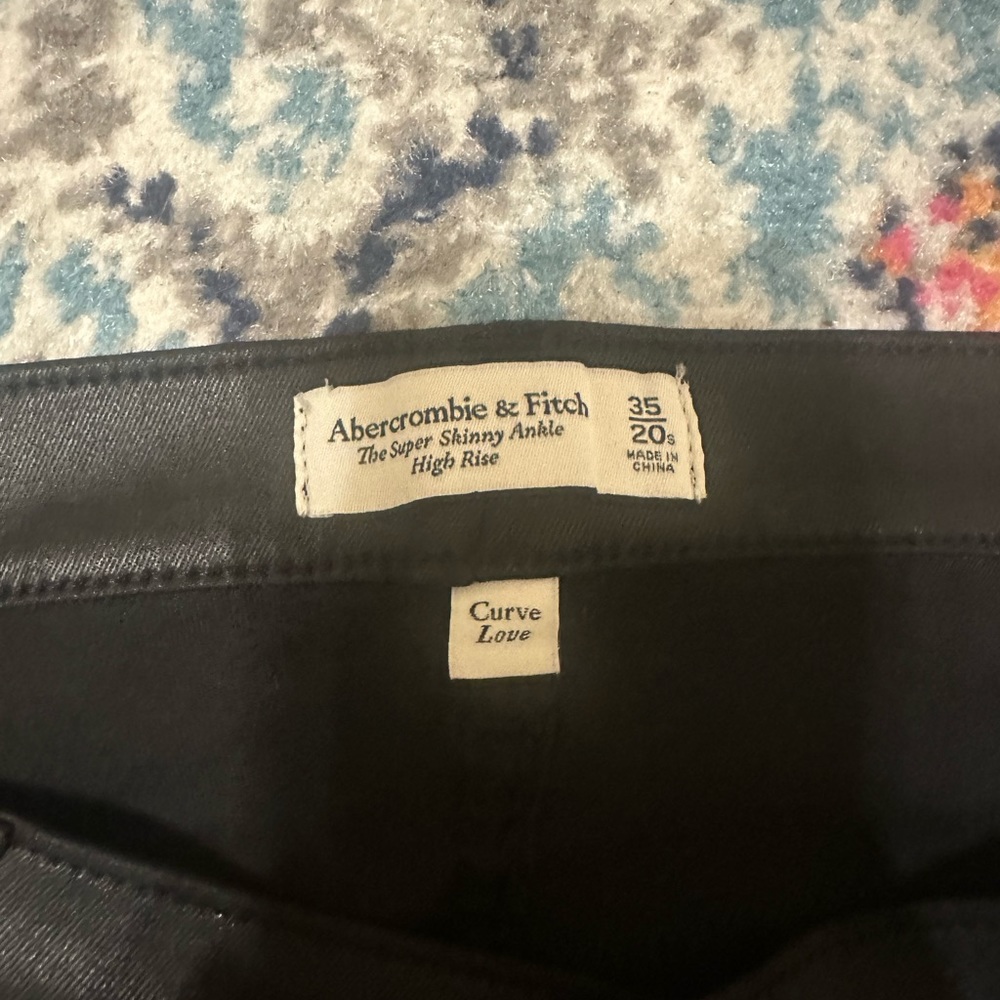 Abercrombie & Fitch
The Super Skinny Ankle
High Rise
35
20s
MADE IN
CHINA
Curve
Love